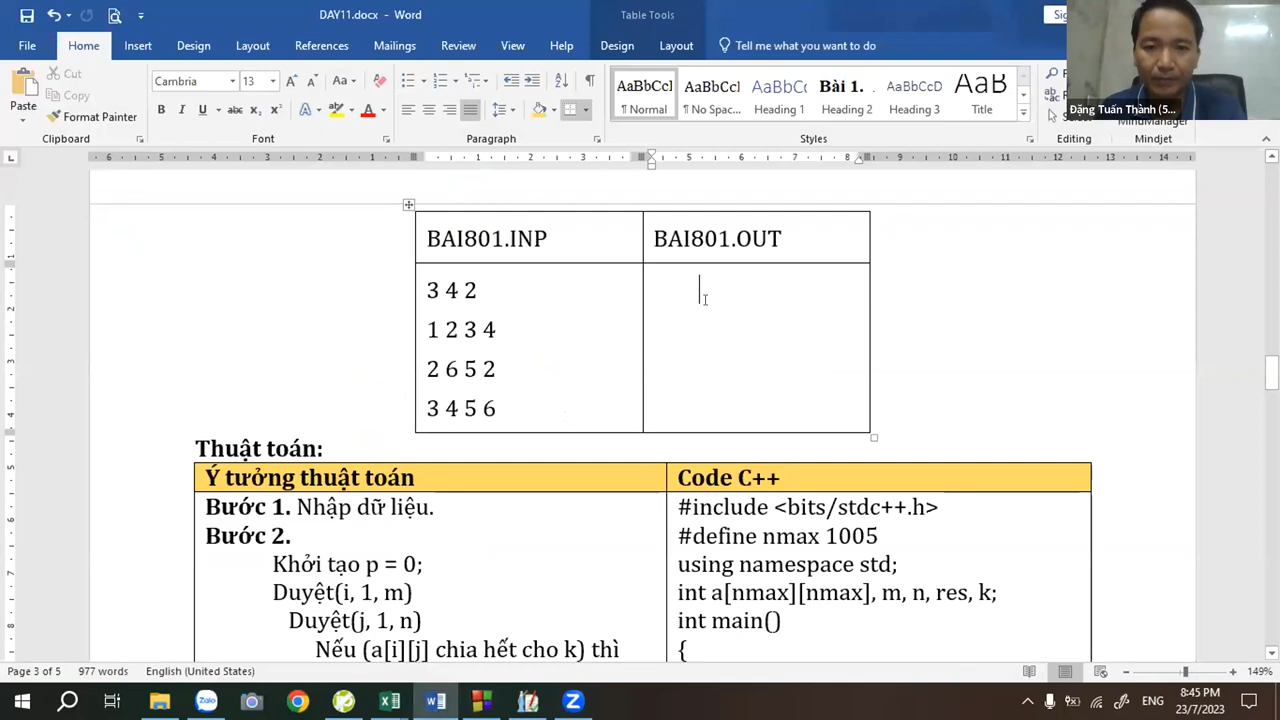 DAY11.docx - Word
Table Tools
File Home Insert Design Layout References Mailings Review View Help Design Layout Tell me what you want to do
Paste
Cut
Copy
Format Painter
Cambria 13
AaBbCcI AaBbCcI AaBbC( Bài 1. AaBbCcI AaB
¶ Normal ¶ No Spac... Heading 1 Heading 2 Heading 3 Title
Đặng Tuấn Thành (5...
MindManager
Clipboard Font Paragraph Styles Editing Mindjet
BAI801.INP BAI801.OUT
3 4 2
1 2 3 4
2 6 5 2
3 4 5 6
Thuật toán:
Ý tưởng thuật toán Code C++
Bước 1. Nhập dữ liệu. #include <bits/stdc++.h>
Bước 2. #define nmax 1005
Khởi tạo p = 0; using namespace std;
Duyệt(i, 1, m) int a[nmax][nmax], m, n, res, k;
Duyệt(j, 1, n) int main()
Nếu (a[i][j] chia hết cho k) thì {
Page 3 of 5 977 words English (United States) 149%
ENG
8:45 PM
23/7/2023